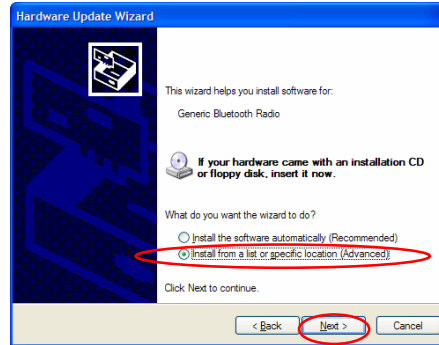 Hardware Update Wizard
This wizard helps you install software for:
Generic Bluetooth Radio
If your hardware came with an installation CD
or floppy disk, insert it now.
What do you want the wizard to do?
Install the software automatically (Recommended)
Install from a list or specific location (Advanced)
Click Next to continue.
< Back Next > Cancel